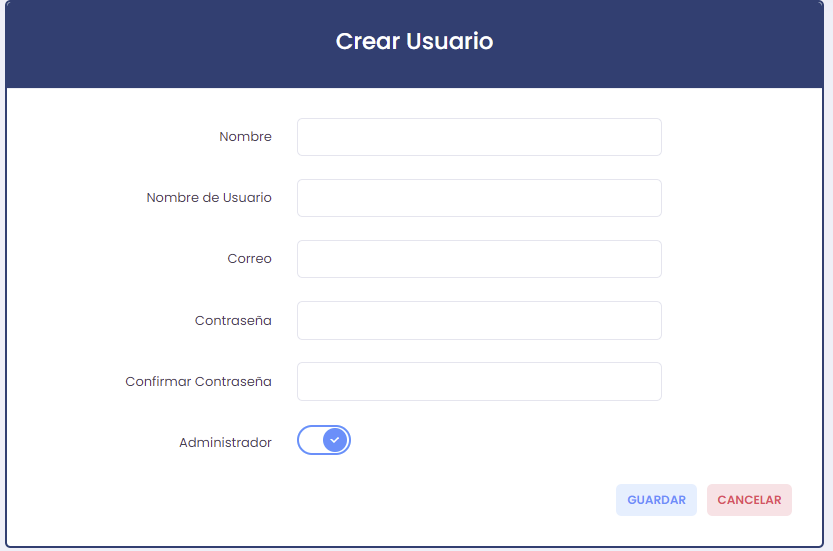 Crear Usuario
Nombre
Nombre de Usuario
Correo
Contraseña
Confirmar Contraseña
Administrador
GUARDAR CANCELAR